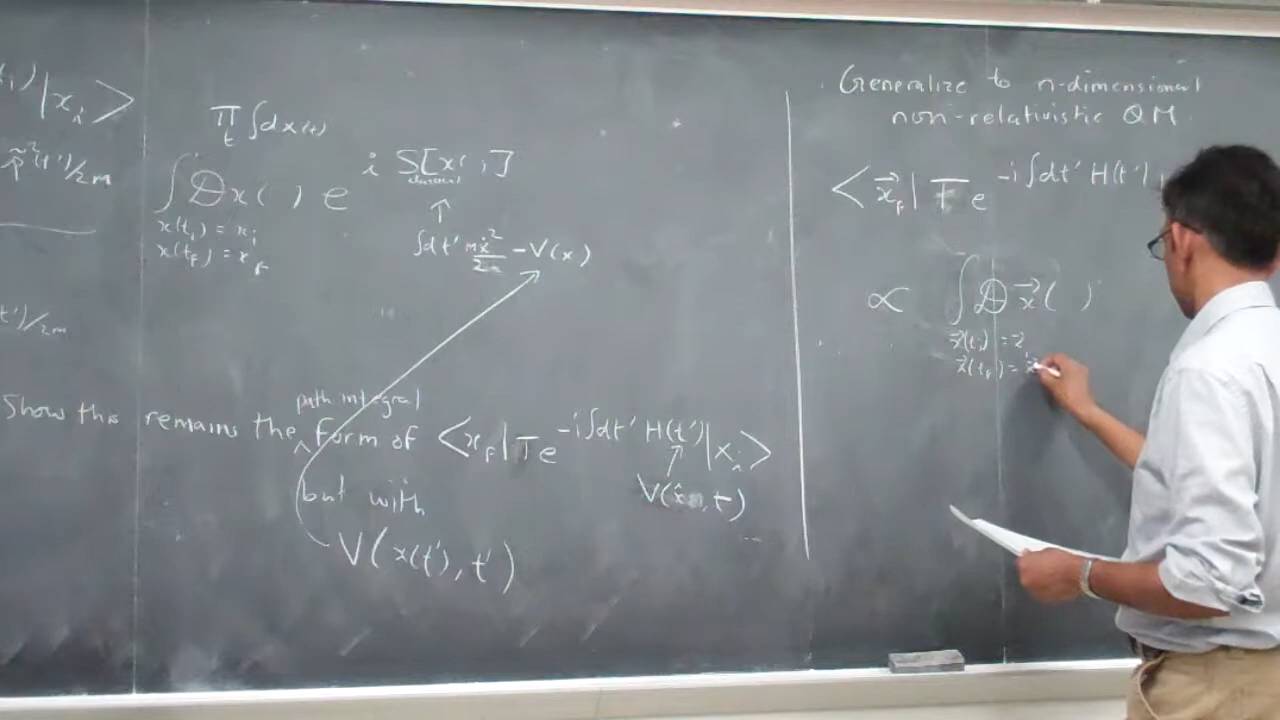 t_i) | x_i >
p̃²(t')/2m
t')/2m
Π_t ∫dx(t)
∫ 𝒟x( ) e^{i S[x( )]}
classical
x(t_i) = x_i
x(t_F) = x_F
↑
∫dt' mẋ²/2 - V(x)
path integral
Show this remains the ^ form of <x_F| T e^{-i∫dt' H(t')} |x_i>
but with
V(x̂, t)
V(x(t'), t')
Generalize to n-dimensional
non-relativistic QM
<x⃗_F| T e^{-i∫dt' H(t')}
∝ ∫ 𝒟x⃗( )
x⃗(t_i) = x⃗_i
x⃗(t_F) = x⃗